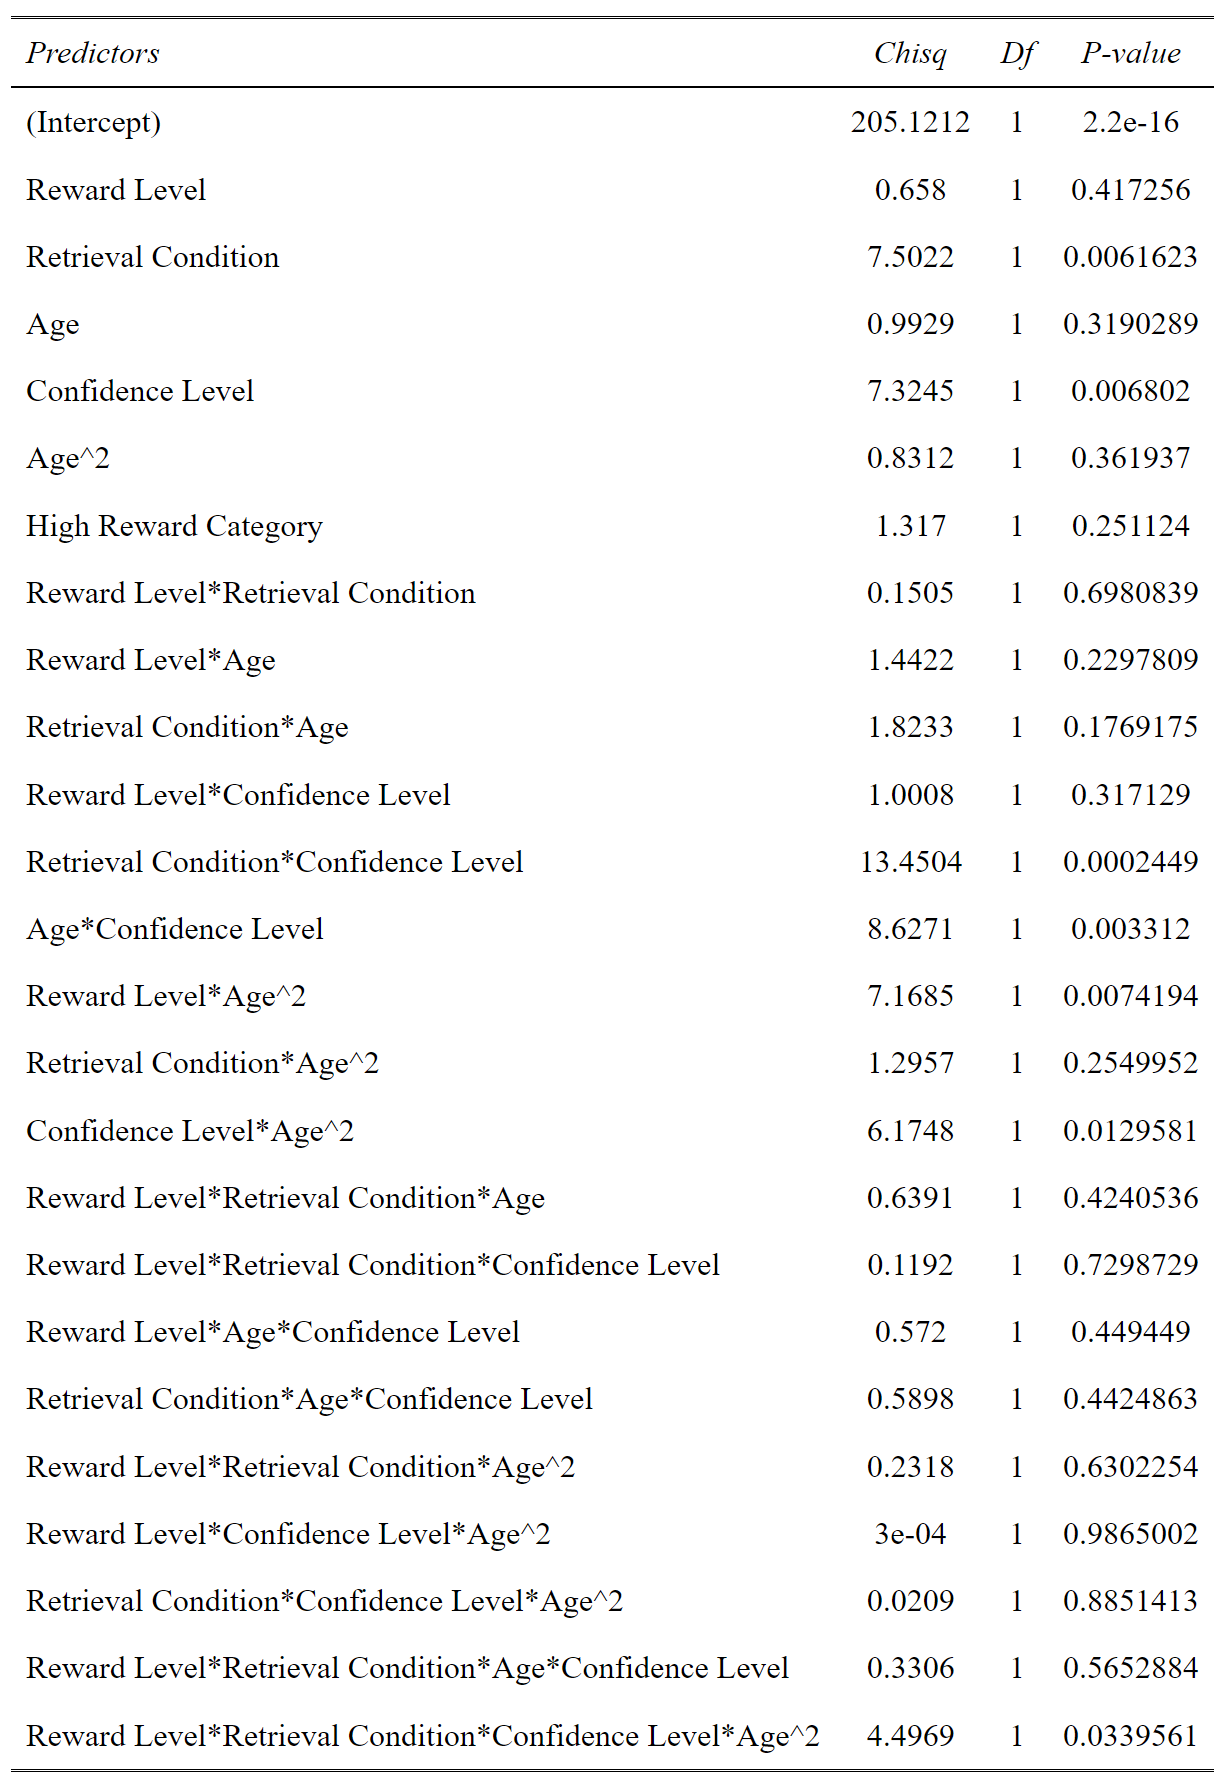 Predictors Chisq Df P-value
(Intercept) 205.1212 1 2.2e-16
Reward Level 0.658 1 0.417256
Retrieval Condition 7.5022 1 0.0061623
Age 0.9929 1 0.3190289
Confidence Level 7.3245 1 0.006802
Age^2 0.8312 1 0.361937
High Reward Category 1.317 1 0.251124
Reward Level*Retrieval Condition 0.1505 1 0.6980839
Reward Level*Age 1.4422 1 0.2297809
Retrieval Condition*Age 1.8233 1 0.1769175
Reward Level*Confidence Level 1.0008 1 0.317129
Retrieval Condition*Confidence Level 13.4504 1 0.0002449
Age*Confidence Level 8.6271 1 0.003312
Reward Level*Age^2 7.1685 1 0.0074194
Retrieval Condition*Age^2 1.2957 1 0.2549952
Confidence Level*Age^2 6.1748 1 0.0129581
Reward Level*Retrieval Condition*Age 0.6391 1 0.4240536
Reward Level*Retrieval Condition*Confidence Level 0.1192 1 0.7298729
Reward Level*Age*Confidence Level 0.572 1 0.449449
Retrieval Condition*Age*Confidence Level 0.5898 1 0.4424863
Reward Level*Retrieval Condition*Age^2 0.2318 1 0.6302254
Reward Level*Confidence Level*Age^2 3e-04 1 0.9865002
Retrieval Condition*Confidence Level*Age^2 0.0209 1 0.8851413
Reward Level*Retrieval Condition*Age*Confidence Level 0.3306 1 0.5652884
Reward Level*Retrieval Condition*Confidence Level*Age^2 4.4969 1 0.0339561